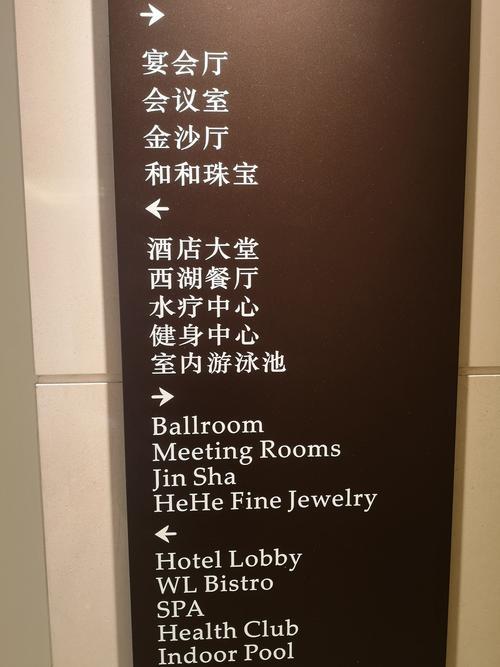 →
宴会厅
会议室
金沙厅
和和珠宝
←
酒店大堂
西湖餐厅
水疗中心
健身中心
室内游泳池
→
Ballroom
Meeting Rooms
Jin Sha
HeHe Fine Jewelry
←
Hotel Lobby
WL Bistro
SPA
Health Club
Indoor Pool